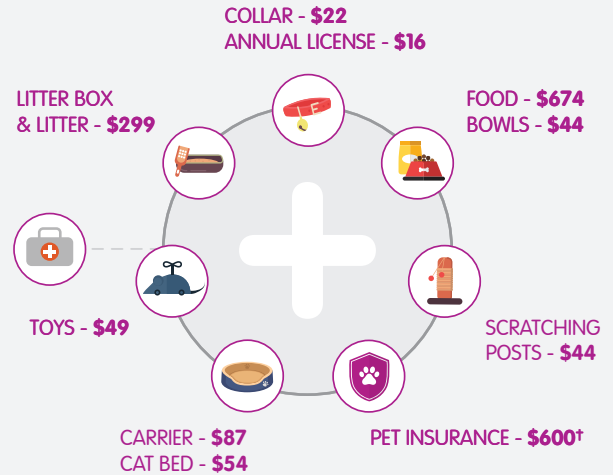 COLLAR - $22
ANNUAL LICENSE - $16
LITTER BOX
& LITTER - $299
FOOD - $674
BOWLS - $44
TOYS - $49
SCRATCHING
POSTS - $44
CARRIER - $87
CAT BED - $54
PET INSURANCE - $600†